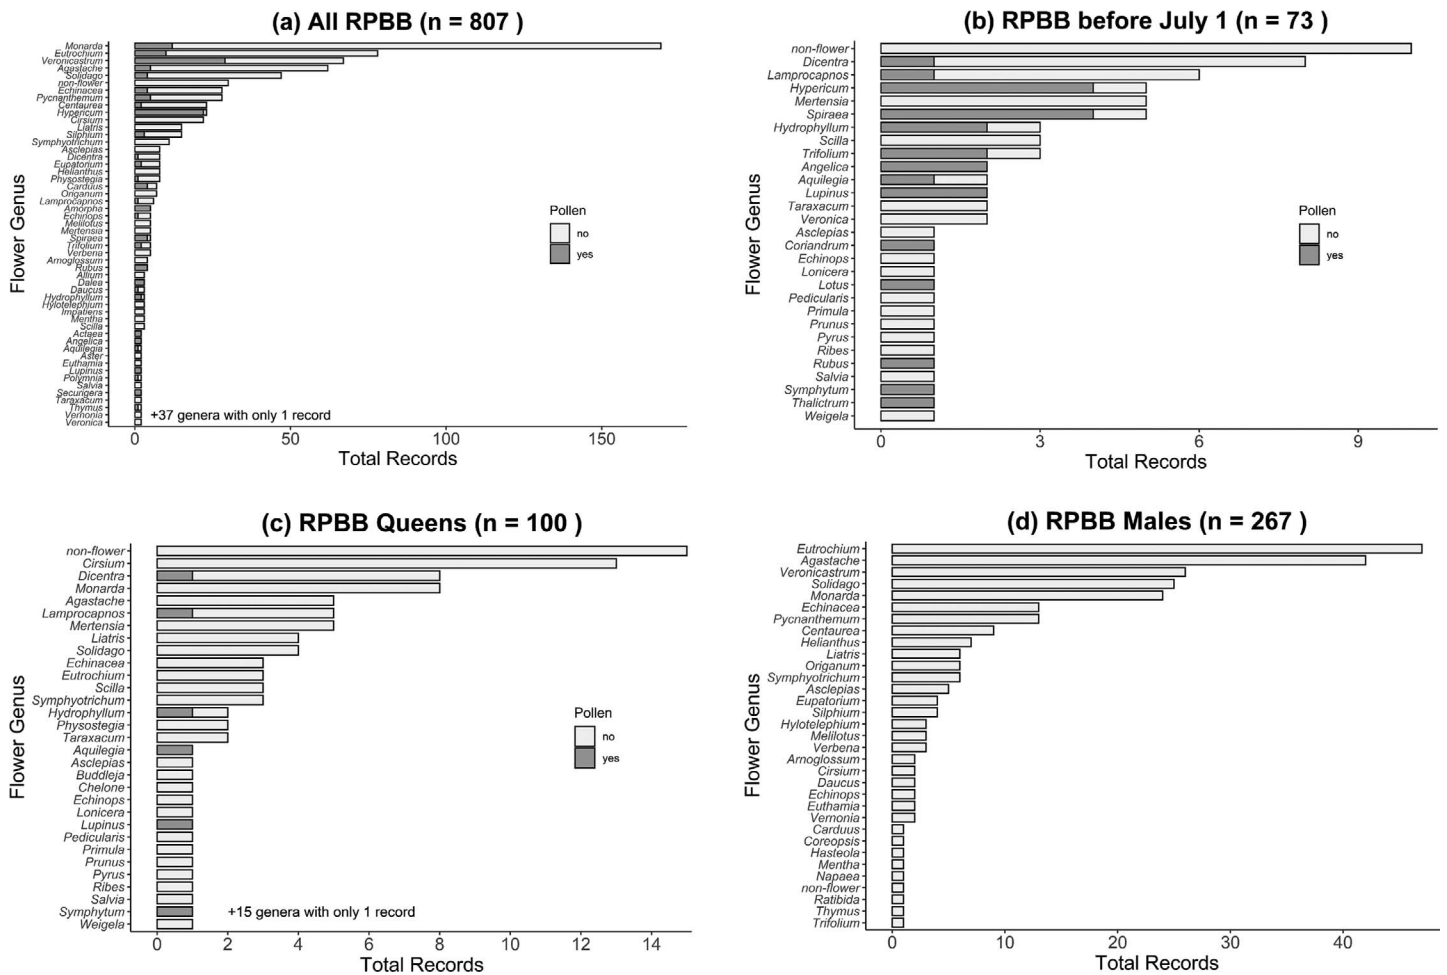 (a) All RPBB (n = 807 )
Monarda
Eutrochium
Veronicastrum
Agastache
Solidago
non-flower
Echinacea
Pycnanthemum
Centaurea
Hypericum
Cirsium
Liatris
Silphium
Symphyotrichum
Asclepias
Dicentra
Eupatorium
Helianthus
Physostegia
Carduus
Origanum
Lamprocapnos
Amorpha
Echinops
Melilotus
Mertensia
Spiraea
Trifolium
Verbena
Arnoglossum
Rubus
Allium
Dalea
Daucus
Hydrophyllum
Hylotelephium
Impatiens
Mentha
Scilla
Actaea
Angelica
Aquilegia
Aster
Euthamia
Lupinus
Polymnia
Salvia
Securigera
Taraxacum
Thymus
Vernonia
Veronica
Flower Genus
Pollen
no
yes
+37 genera with only 1 record
0 50 100 150
Total Records
(b) RPBB before July 1 (n = 73 )
non-flower
Dicentra
Lamprocapnos
Hypericum
Mertensia
Spiraea
Hydrophyllum
Scilla
Trifolium
Angelica
Aquilegia
Lupinus
Taraxacum
Veronica
Asclepias
Coriandrum
Echinops
Lonicera
Lotus
Pedicularis
Primula
Prunus
Pyrus
Ribes
Rubus
Salvia
Symphytum
Thalictrum
Weigela
Flower Genus
Pollen
no
yes
0 3 6 9
Total Records
(c) RPBB Queens (n = 100 )
non-flower
Cirsium
Dicentra
Monarda
Agastache
Lamprocapnos
Mertensia
Liatris
Solidago
Echinacea
Eutrochium
Scilla
Symphyotrichum
Hydrophyllum
Physostegia
Taraxacum
Aquilegia
Asclepias
Buddleja
Chelone
Echinops
Lonicera
Lupinus
Pedicularis
Primula
Prunus
Pyrus
Ribes
Salvia
Symphytum
Weigela
Flower Genus
Pollen
no
yes
+15 genera with only 1 record
0 2 4 6 8 10 12 14
Total Records
(d) RPBB Males (n = 267 )
Eutrochium
Agastache
Veronicastrum
Solidago
Monarda
Echinacea
Pycnanthemum
Centaurea
Helianthus
Liatris
Origanum
Symphyotrichum
Asclepias
Eupatorium
Silphium
Hylotelephium
Melilotus
Verbena
Arnoglossum
Cirsium
Daucus
Echinops
Euthamia
Vernonia
Carduus
Coreopsis
Hasteola
Mentha
Napaea
non-flower
Ratibida
Thymus
Trifolium
Flower Genus
0 10 20 30 40
Total Records